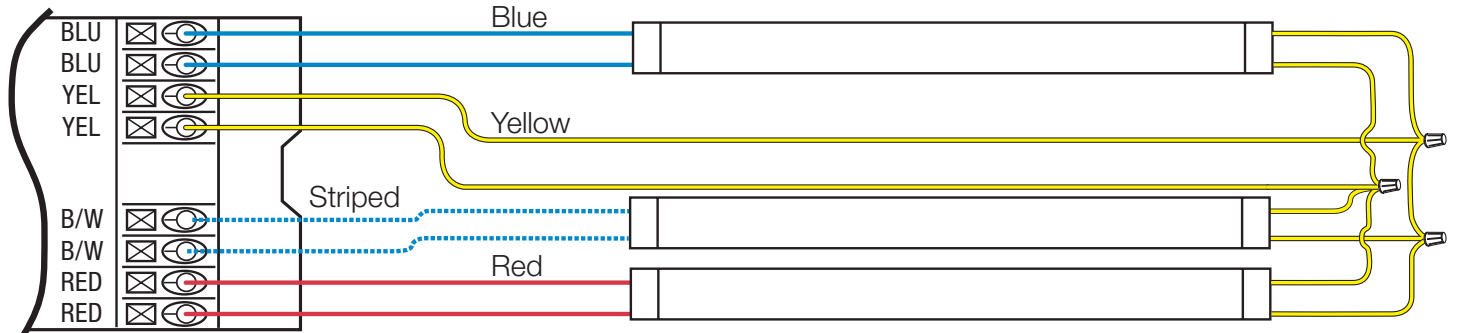 BLU
BLU
YEL
YEL
B/W
B/W
RED
RED
Blue
Yellow
Striped
Red